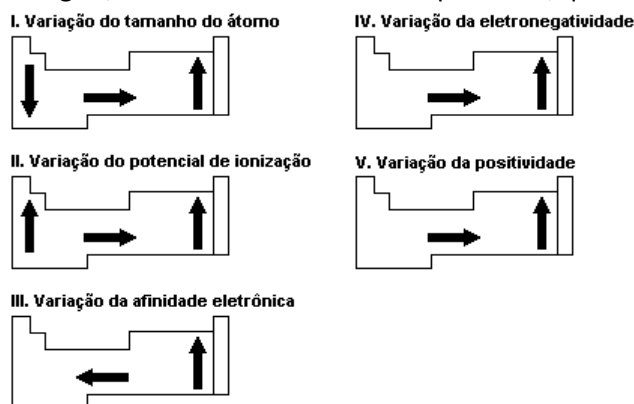 I. Variação do tamanho do átomo
IV. Variação da eletronegatividade
II. Variação do potencial de ionização
V. Variação da positividade
III. Variação da afinidade eletrônica